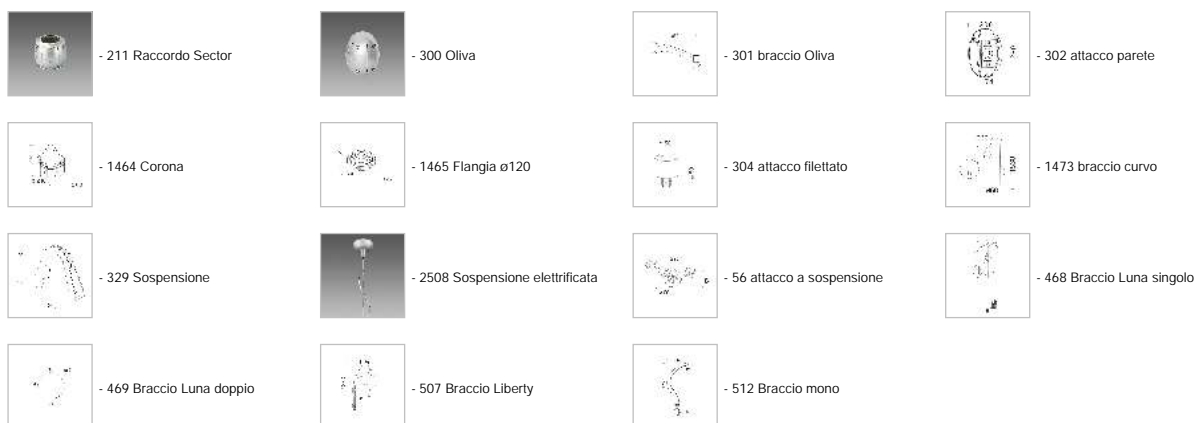 - 211 Raccordo Sector
- 300 Oliva
- 301 braccio Oliva
- 302 attacco parete
- 1464 Corona
- 1465 Flangia ø120
- 304 attacco filettato
- 1473 braccio curvo
- 329 Sospensione
- 2508 Sospensione elettrificata
- 56 attacco a sospensione
- 468 Braccio Luna singolo
- 469 Braccio Luna doppio
- 507 Braccio Liberty
- 512 Braccio mono